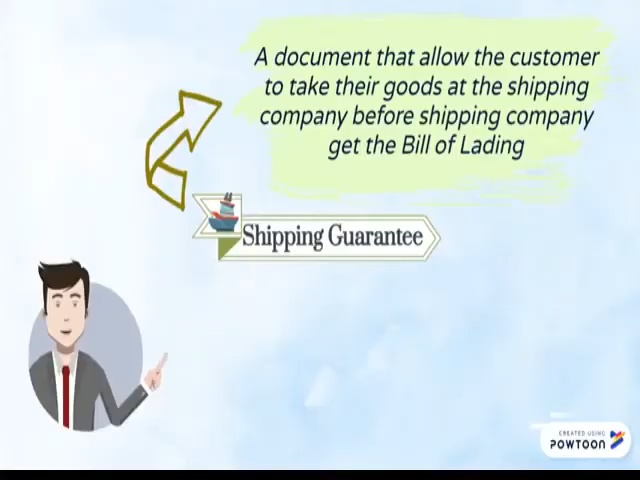 A document that allow the customer
to take their goods at the shipping
company before shipping company
get the Bill of Lading
Shipping Guarantee
CREATED USING
POWTOON